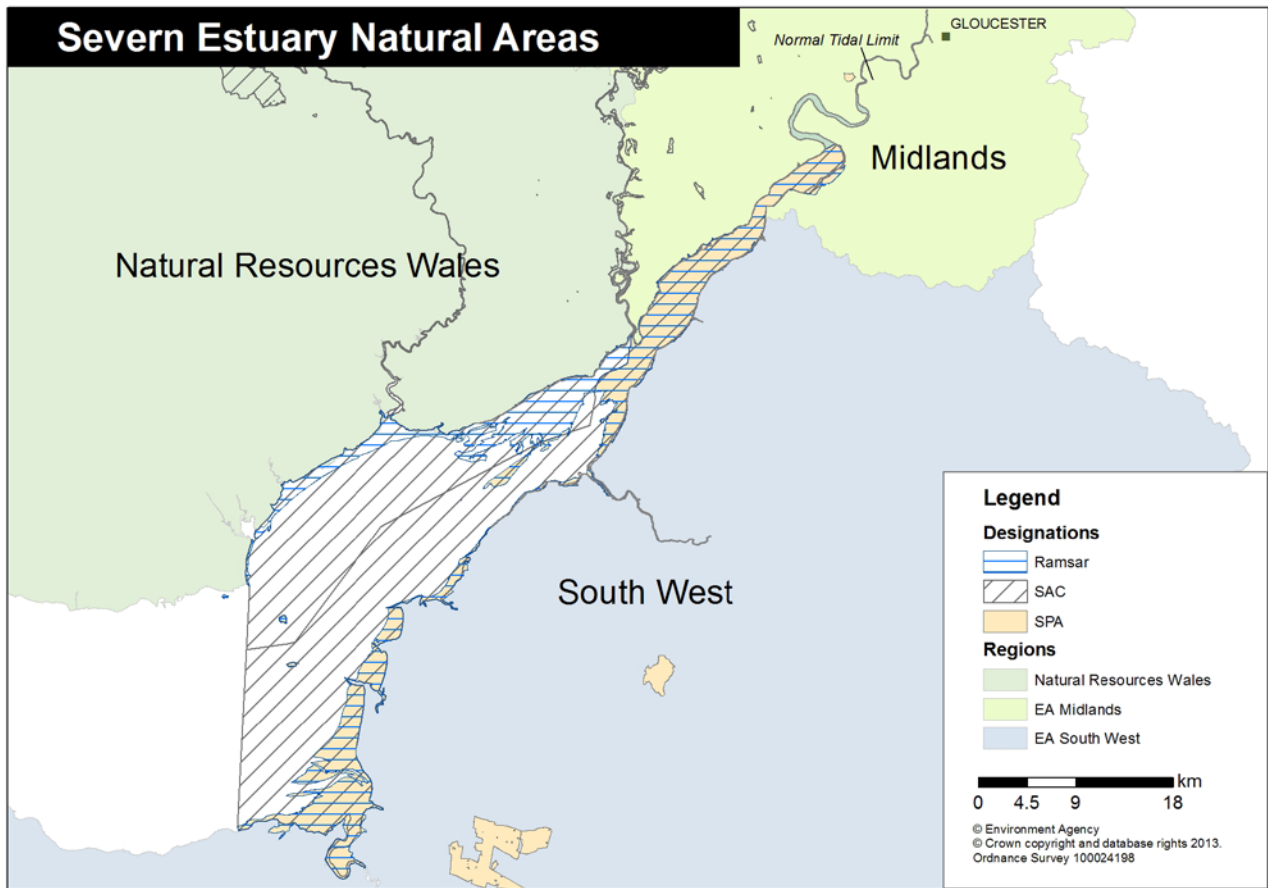 Severn Estuary Natural Areas
GLOUCESTER
Normal Tidal Limit
Midlands
Natural Resources Wales
South West
Legend
Designations
Ramsar
SAC
SPA
Regions
Natural Resources Wales
EA Midlands
EA South West
km
0 4.5 9 18
© Environment Agency
© Crown copyright and database rights 2013.
Ordnance Survey 100024198